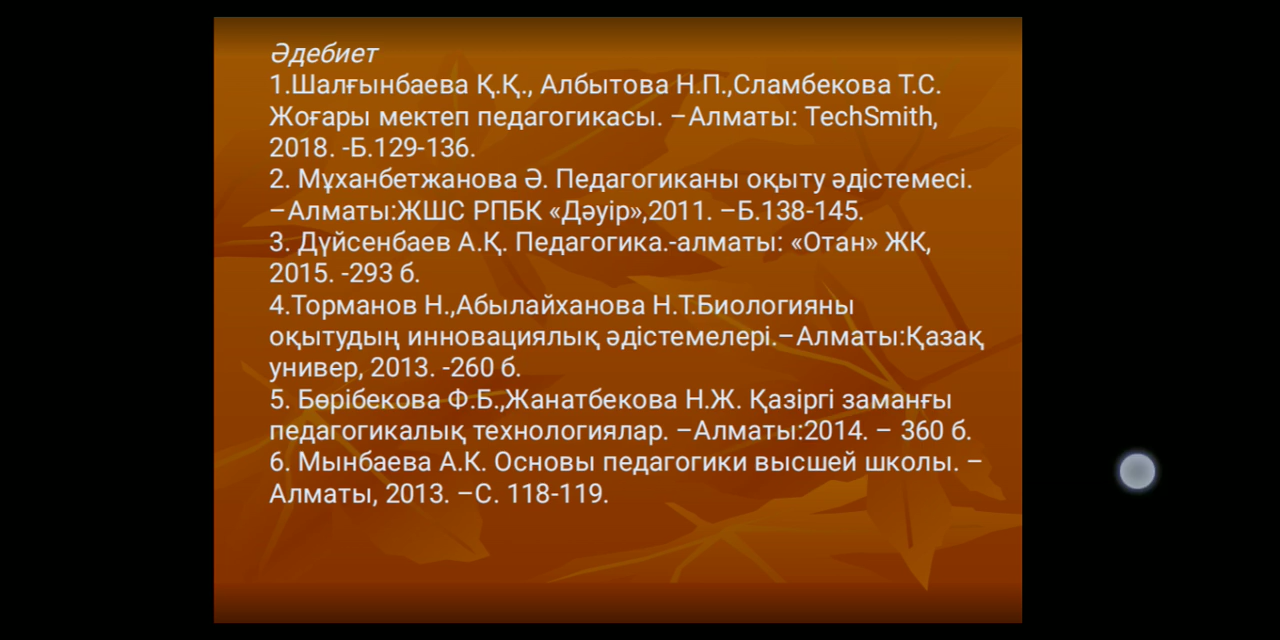 Әдебиет
1.Шалғынбаева Қ.Қ., Албытова Н.П.,Сламбекова Т.С.
Жоғары мектеп педагогикасы. –Алматы: TechSmith,
2018. -Б.129-136.
2. Мұханбетжанова Ә. Педагогиканы оқыту әдістемесі.
–Алматы:ЖШС РПБК «Дәуір»,2011. –Б.138-145.
3. Дүйсенбаев А.Қ. Педагогика.-алматы: «Отан» ЖК,
2015. -293 б.
4.Торманов Н.,Абылайханова Н.Т.Биологияны
оқытудың инновациялық әдістемелері.–Алматы:Қазақ
универ, 2013. -260 б.
5. Бөрібекова Ф.Б.,Жанатбекова Н.Ж. Қазіргі заманғы
педагогикалық технологиялар. –Алматы:2014. – 360 б.
6. Мынбаева А.К. Основы педагогики высшей школы. –
Алматы, 2013. –С. 118-119.